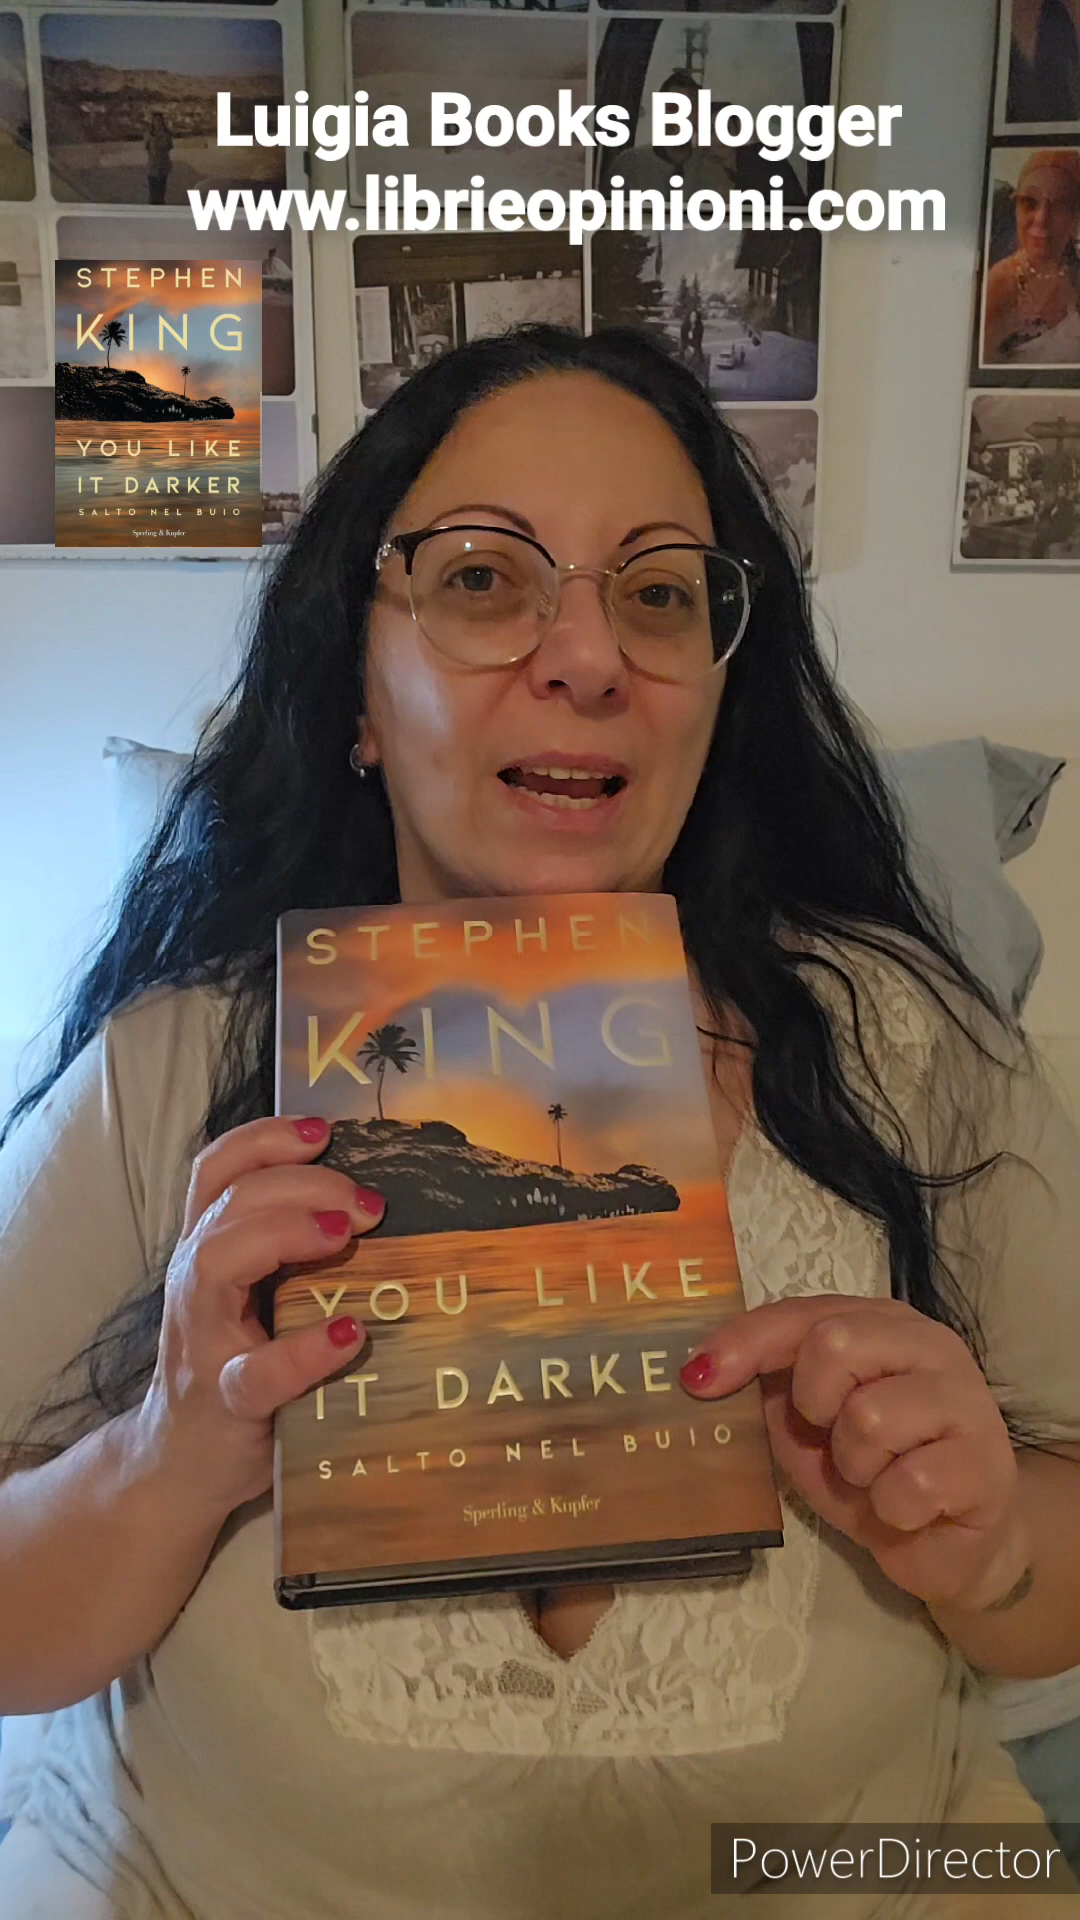 Luigia Books Blogger
www.librieopinioni.com
STEPHEN
KING
YOU LIKE
IT DARKER
SALTO NEL BUIO
Sperling & Kupfer
STEPHEN
KING
YOU LIKE
IT DARKE
SALTO NEL BUIO
Sperling & Kupfer
PowerDirector